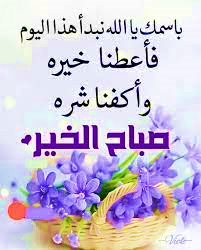 باسمك يا الله نبدأ هذا اليوم
فأعطنا خيره
وأكفنا شره
صباح الخير